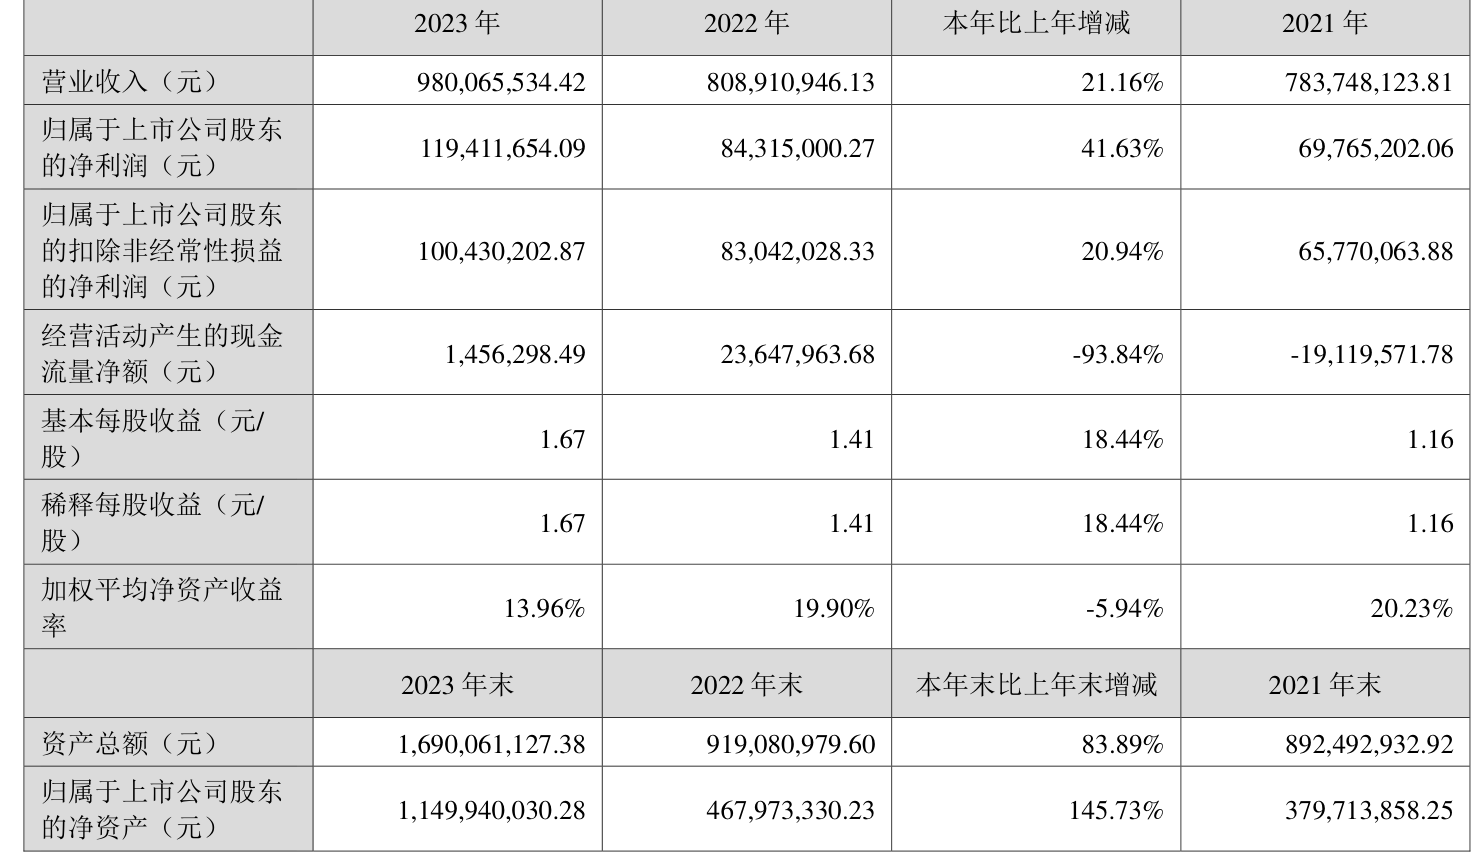 2023 年 2022 年 本年比上年增减 2021 年
营业收入（元） 980,065,534.42 808,910,946.13 21.16% 783,748,123.81
归属于上市公司股东
的净利润（元） 119,411,654.09 84,315,000.27 41.63% 69,765,202.06
归属于上市公司股东
的扣除非经常性损益
的净利润（元） 100,430,202.87 83,042,028.33 20.94% 65,770,063.88
经营活动产生的现金
流量净额（元） 1,456,298.49 23,647,963.68 -93.84% -19,119,571.78
基本每股收益（元/
股） 1.67 1.41 18.44% 1.16
稀释每股收益（元/
股） 1.67 1.41 18.44% 1.16
加权平均净资产收益
率 13.96% 19.90% -5.94% 20.23%
2023 年末 2022 年末 本年末比上年末增减 2021 年末
资产总额（元） 1,690,061,127.38 919,080,979.60 83.89% 892,492,932.92
归属于上市公司股东
的净资产（元） 1,149,940,030.28 467,973,330.23 145.73% 379,713,858.25